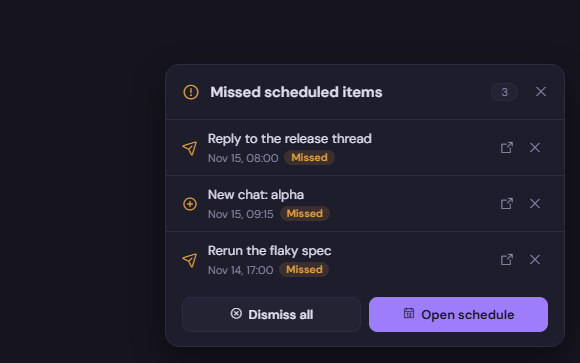 Missed scheduled items 3
Reply to the release thread
Nov 15, 08:00 Missed
New chat: alpha
Nov 15, 09:15 Missed
Rerun the flaky spec
Nov 14, 17:00 Missed
Dismiss all Open schedule